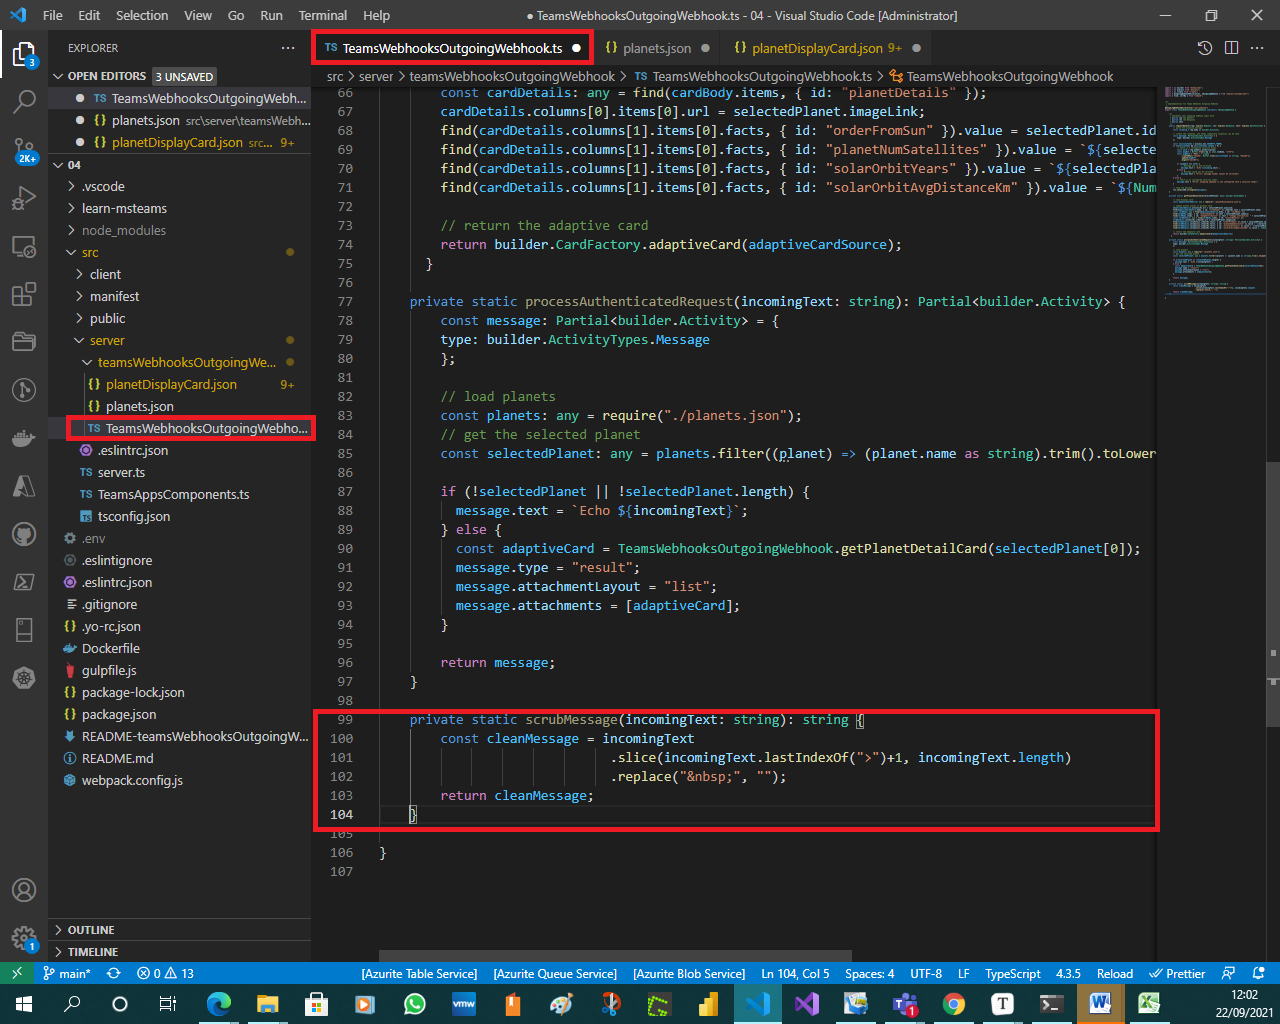 File Edit Selection View Go Run Terminal Help ● TeamsWebhooksOutgoingWebhook.ts - 04 - Visual Studio Code [Administrator]
EXPLORER ···
TS TeamsWebhooksOutgoingWebhook.ts ● {} planets.json ● {} planetDisplayCard.json 9+ ●
OPEN EDITORS 3 UNSAVED
src > server > teamsWebhooksOutgoingWebhook > TS TeamsWebhooksOutgoingWebhook.ts > TeamsWebhooksOutgoingWebhook
● TS TeamsWebhooksOutgoingWebh...
● {} planets.json src\server\teamsWebh...
● {} planetDisplayCard.json src... 9+
04
.vscode
learn-msteams
node_modules
src
client
manifest
public
server
teamsWebhooksOutgoingWe...
{} planetDisplayCard.json 9+
{} planets.json
TS TeamsWebhooksOutgoingWebho...
.eslintrc.json
TS server.ts
TS TeamsAppsComponents.ts
tsconfig.json
.env
.eslintignore
.eslintrc.json
.gitignore
{} .yo-rc.json
Dockerfile
gulpfile.js
{} package-lock.json
{} package.json
README-teamsWebhooksOutgoingW...
README.md
webpack.config.js
OUTLINE
TIMELINE
3
2K+
1
66 const cardDetails: any = find(cardBody.items, { id: "planetDetails" });
67 cardDetails.columns[0].items[0].url = selectedPlanet.imageLink;
68 find(cardDetails.columns[1].items[0].facts, { id: "orderFromSun" }).value = selectedPlanet.id
69 find(cardDetails.columns[1].items[0].facts, { id: "planetNumSatellites" }).value = `${selecte
70 find(cardDetails.columns[1].items[0].facts, { id: "solarOrbitYears" }).value = `${selectedPla
71 find(cardDetails.columns[1].items[0].facts, { id: "solarOrbitAvgDistanceKm" }).value = `${Num
72
73 // return the adaptive card
74 return builder.CardFactory.adaptiveCard(adaptiveCardSource);
75 }
76
77 private static processAuthenticatedRequest(incomingText: string): Partial<builder.Activity> {
78 const message: Partial<builder.Activity> = {
79 type: builder.ActivityTypes.Message
80 };
81
82 // load planets
83 const planets: any = require("./planets.json");
84 // get the selected planet
85 const selectedPlanet: any = planets.filter((planet) => (planet.name as string).trim().toLower
86
87 if (!selectedPlanet || !selectedPlanet.length) {
88 message.text = `Echo ${incomingText}`;
89 } else {
90 const adaptiveCard = TeamsWebhooksOutgoingWebhook.getPlanetDetailCard(selectedPlanet[0]);
91 message.type = "result";
92 message.attachmentLayout = "list";
93 message.attachments = [adaptiveCard];
94 }
95
96 return message;
97 }
98
99 private static scrubMessage(incomingText: string): string {
100 const cleanMessage = incomingText
101 .slice(incomingText.lastIndexOf(">")+1, incomingText.length)
102 .replace("&nbsp;", "");
103 return cleanMessage;
104 }
105
106 }
107
main* 0 13 [Azurite Table Service] [Azurite Queue Service] [Azurite Blob Service] Ln 104, Col 5 Spaces: 4 UTF-8 LF TypeScript 4.3.5 Reload Prettier
vmw T 1
12:02
22/09/2021